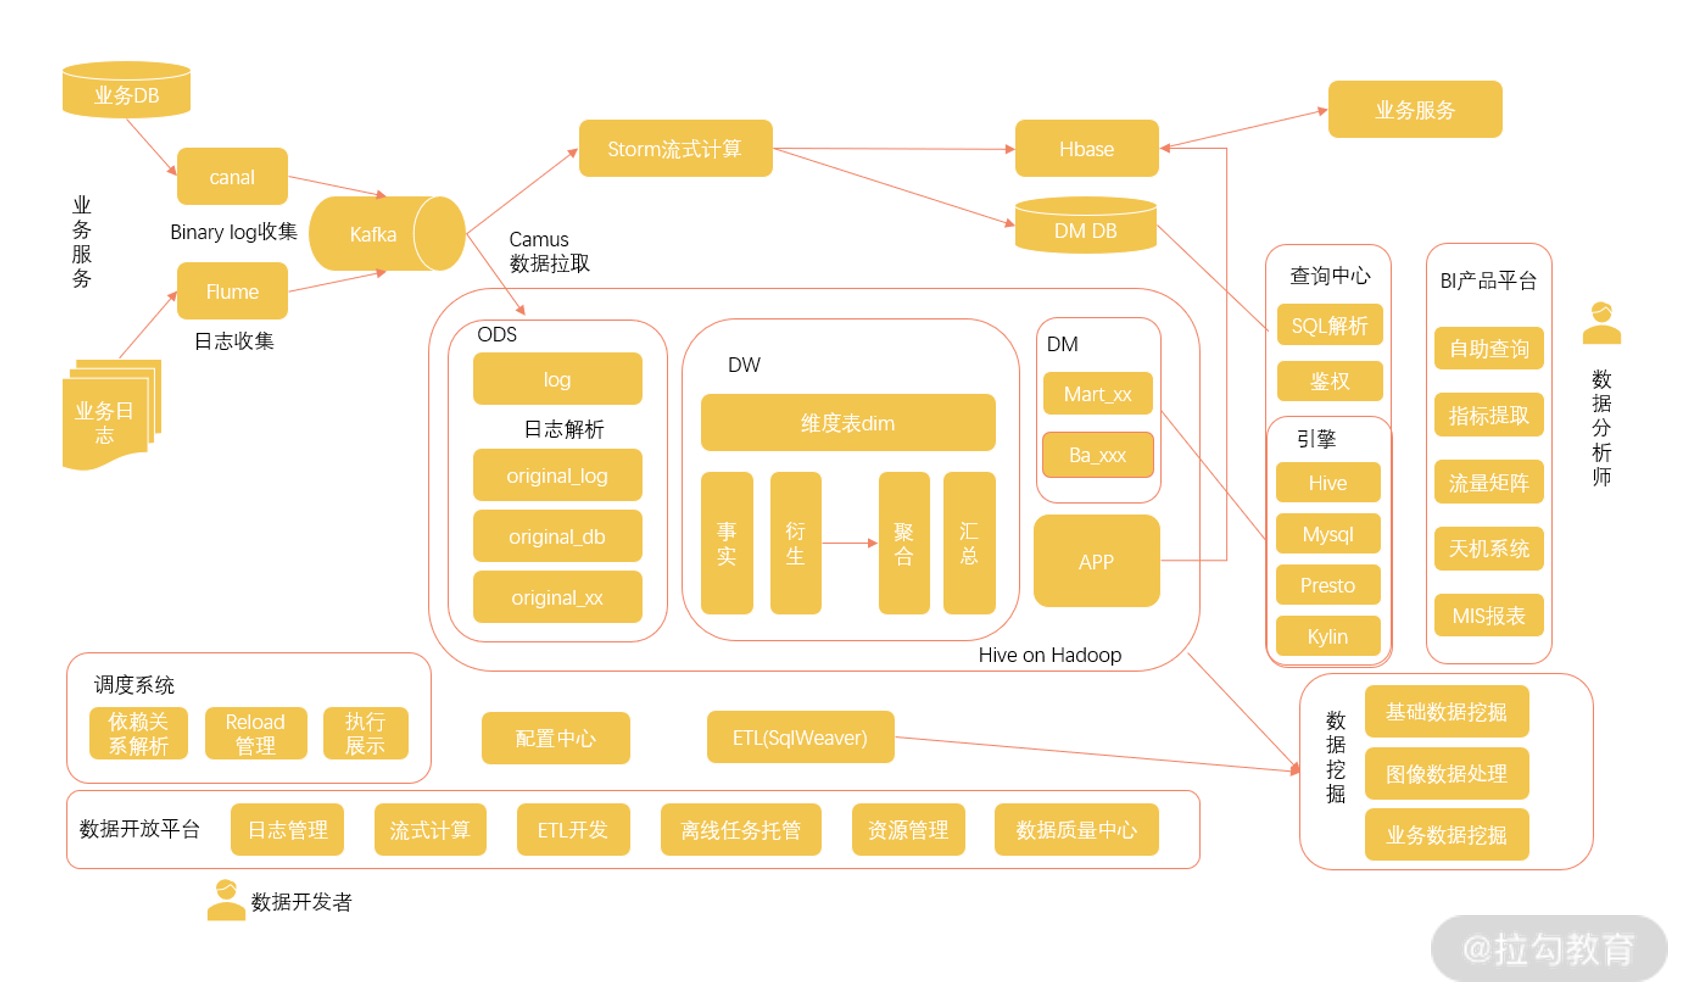 业务DB
canal
Binary log收集
业务服务
Kafka
Flume
日志收集
业务日
志
Storm流式计算
Camus
数据拉取
Hbase
DM DB
业务服务
ODS
log
日志解析
original_log
original_db
original_xx
DW
维度表dim
事实
衍生
聚合
汇总
DM
Mart_xx
Ba_xxx
APP
Hive on Hadoop
查询中心
SQL解析
鉴权
引擎
Hive
Mysql
Presto
Kylin
BI产品平台
自助查询
指标提取
流量矩阵
天机系统
MIS报表
数据分析师
调度系统
依赖关
系解析
Reload
管理
执行
展示
配置中心
ETL(SqlWeaver)
数据挖掘
基础数据挖掘
图像数据处理
业务数据挖掘
数据开放平台
日志管理
流式计算
ETL开发
离线任务托管
资源管理
数据质量中心
数据开发者
@拉勾教育